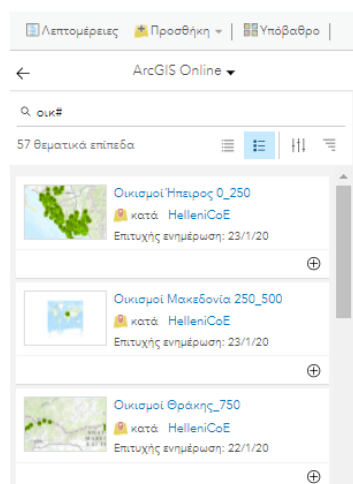 Λεπτομέρειες Προσθήκη Υπόβαθρο
ArcGIS Online
οικ#
57 θεματικά επίπεδα
Οικισμοί Ήπειρος 0_250
κατά HelleniCoE
Επιτυχής ενημέρωση: 23/1/20
Οικισμοί Μακεδονία 250_500
κατά HelleniCoE
Επιτυχής ενημέρωση: 23/1/20
Οικισμοί Θράκης_750
κατά HelleniCoE
Επιτυχής ενημέρωση: 22/1/20